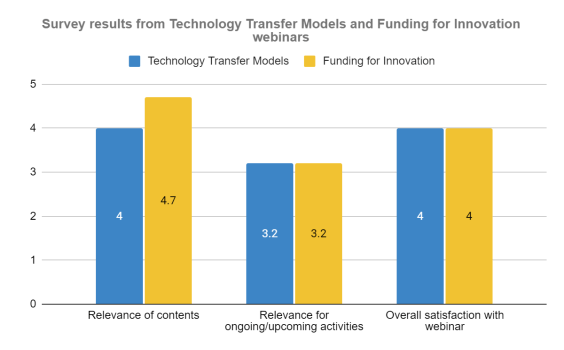 Survey results from Technology Transfer Models and Funding for Innovation
webinars
Technology Transfer Models
Funding for Innovation
5
4
3
2
1
0
4
4.7
3.2
3.2
4
4
Relevance of contents
Relevance for
ongoing/upcoming activities
Overall satisfaction with
webinar